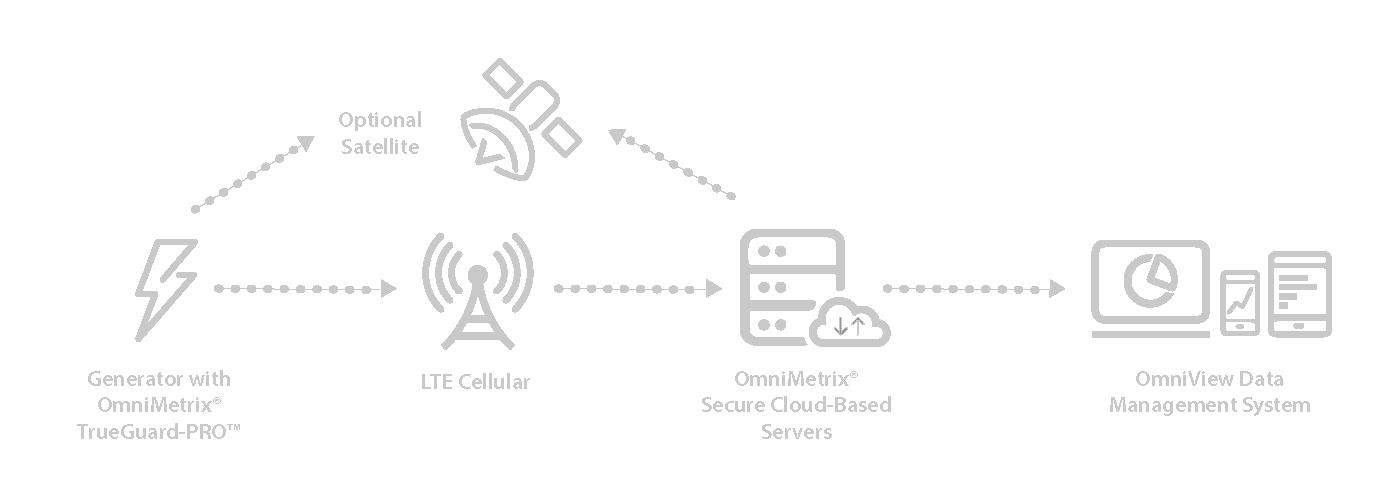 Optional
Satellite
Generator with
OmniMetrix®
TrueGuard-PRO™
LTE Cellular
OmniMetrix®
Secure Cloud-Based
Servers
OmniView Data
Management System